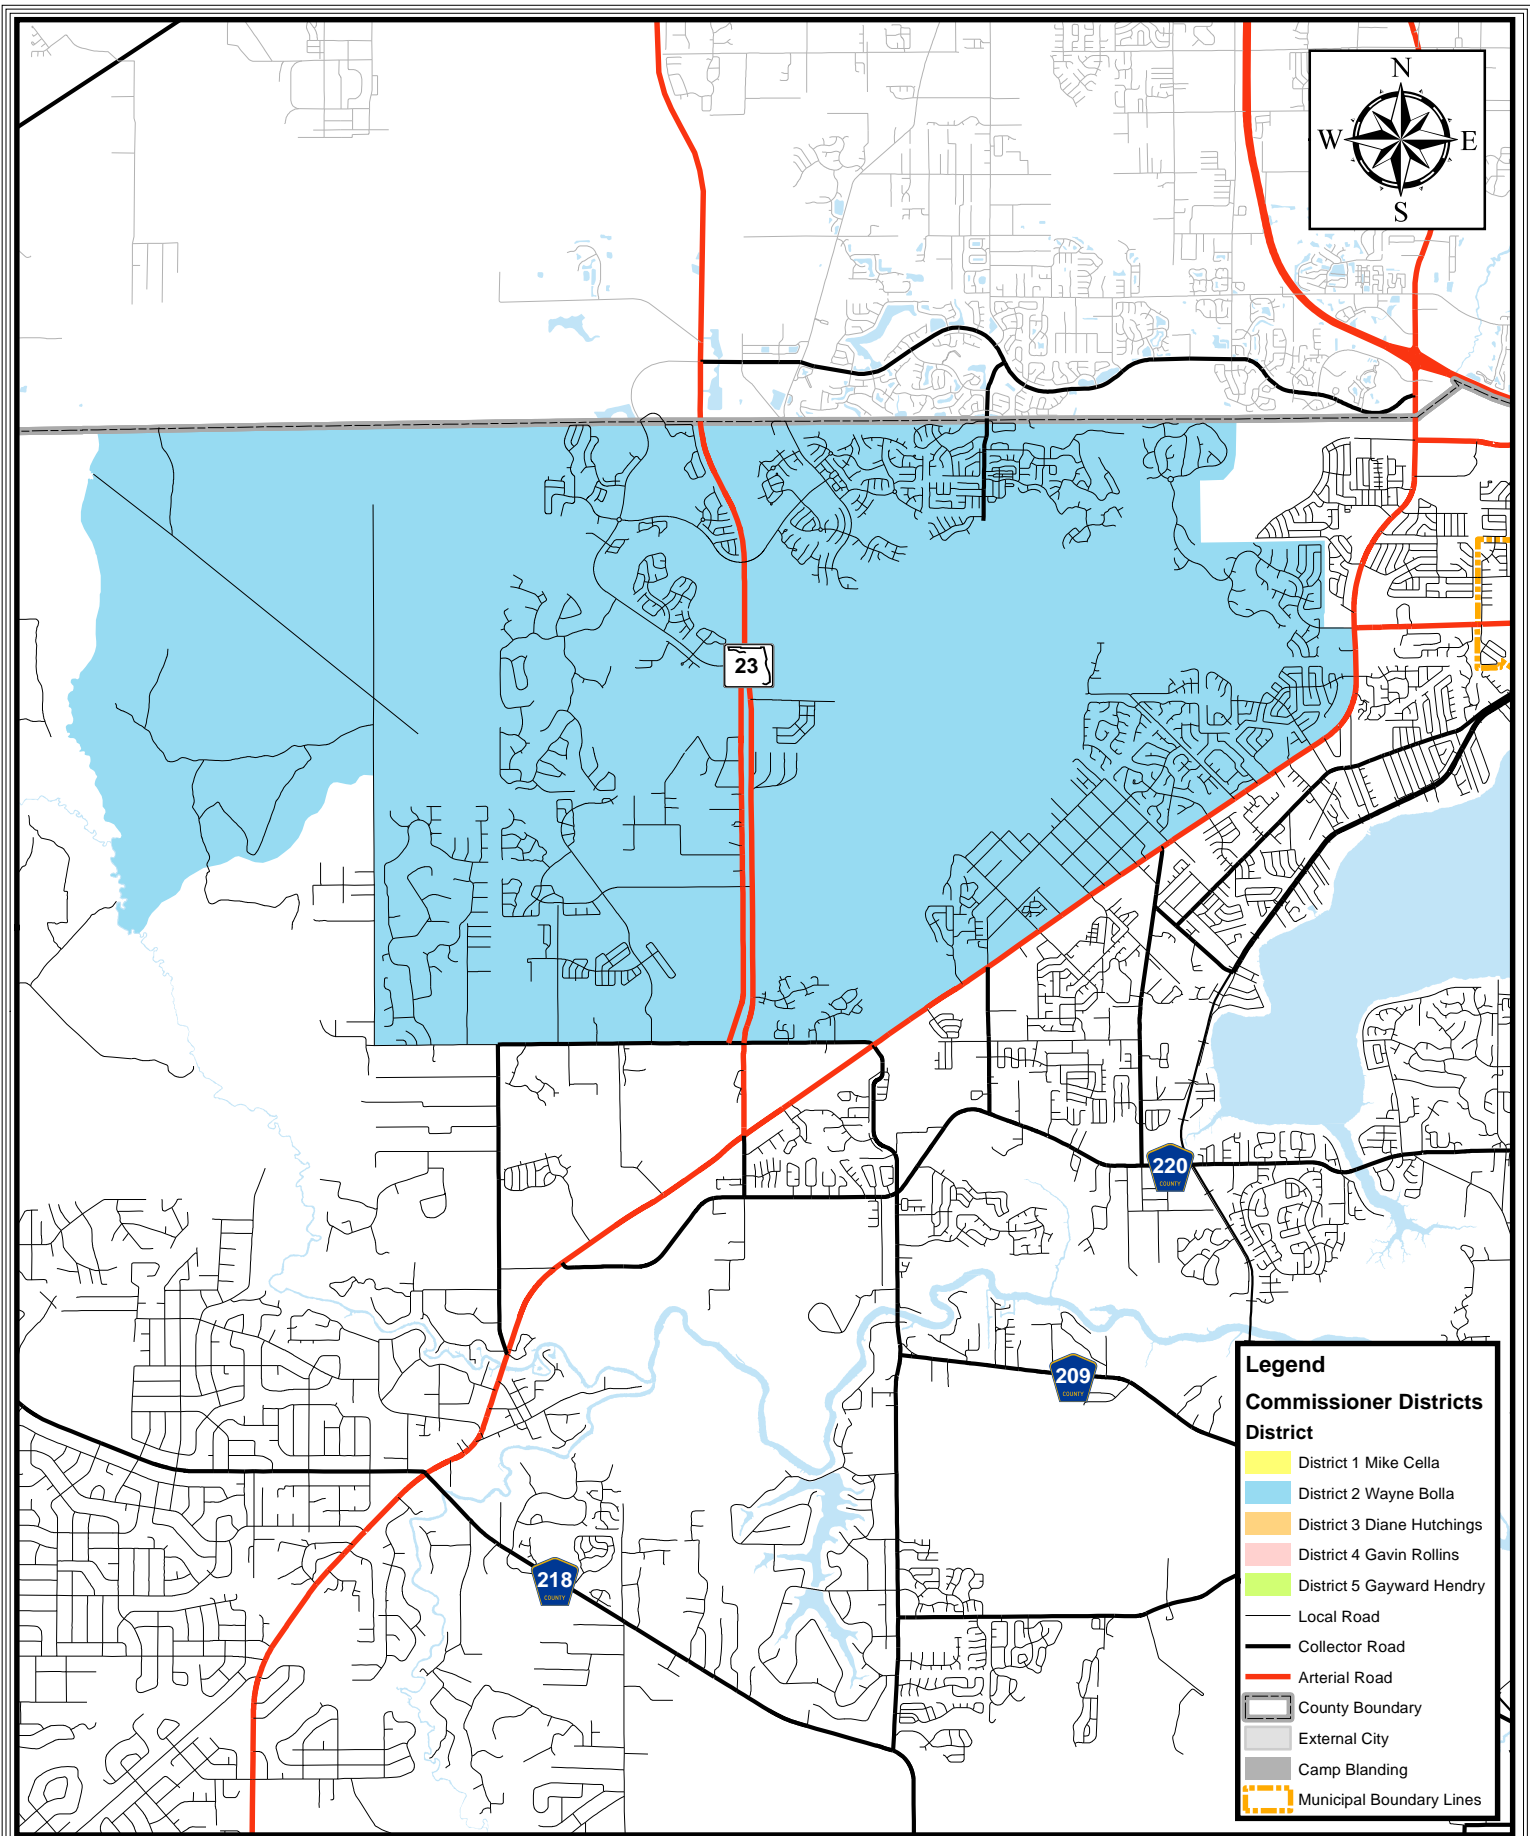 N
W E
S
23
220
COUNTY
209
COUNTY
218
COUNTY
Legend
Commissioner Districts
District
District 1 Mike Cella
District 2 Wayne Bolla
District 3 Diane Hutchings
District 4 Gavin Rollins
District 5 Gayward Hendry
Local Road
Collector Road
Arterial Road
County Boundary
External City
Camp Blanding
Municipal Boundary Lines